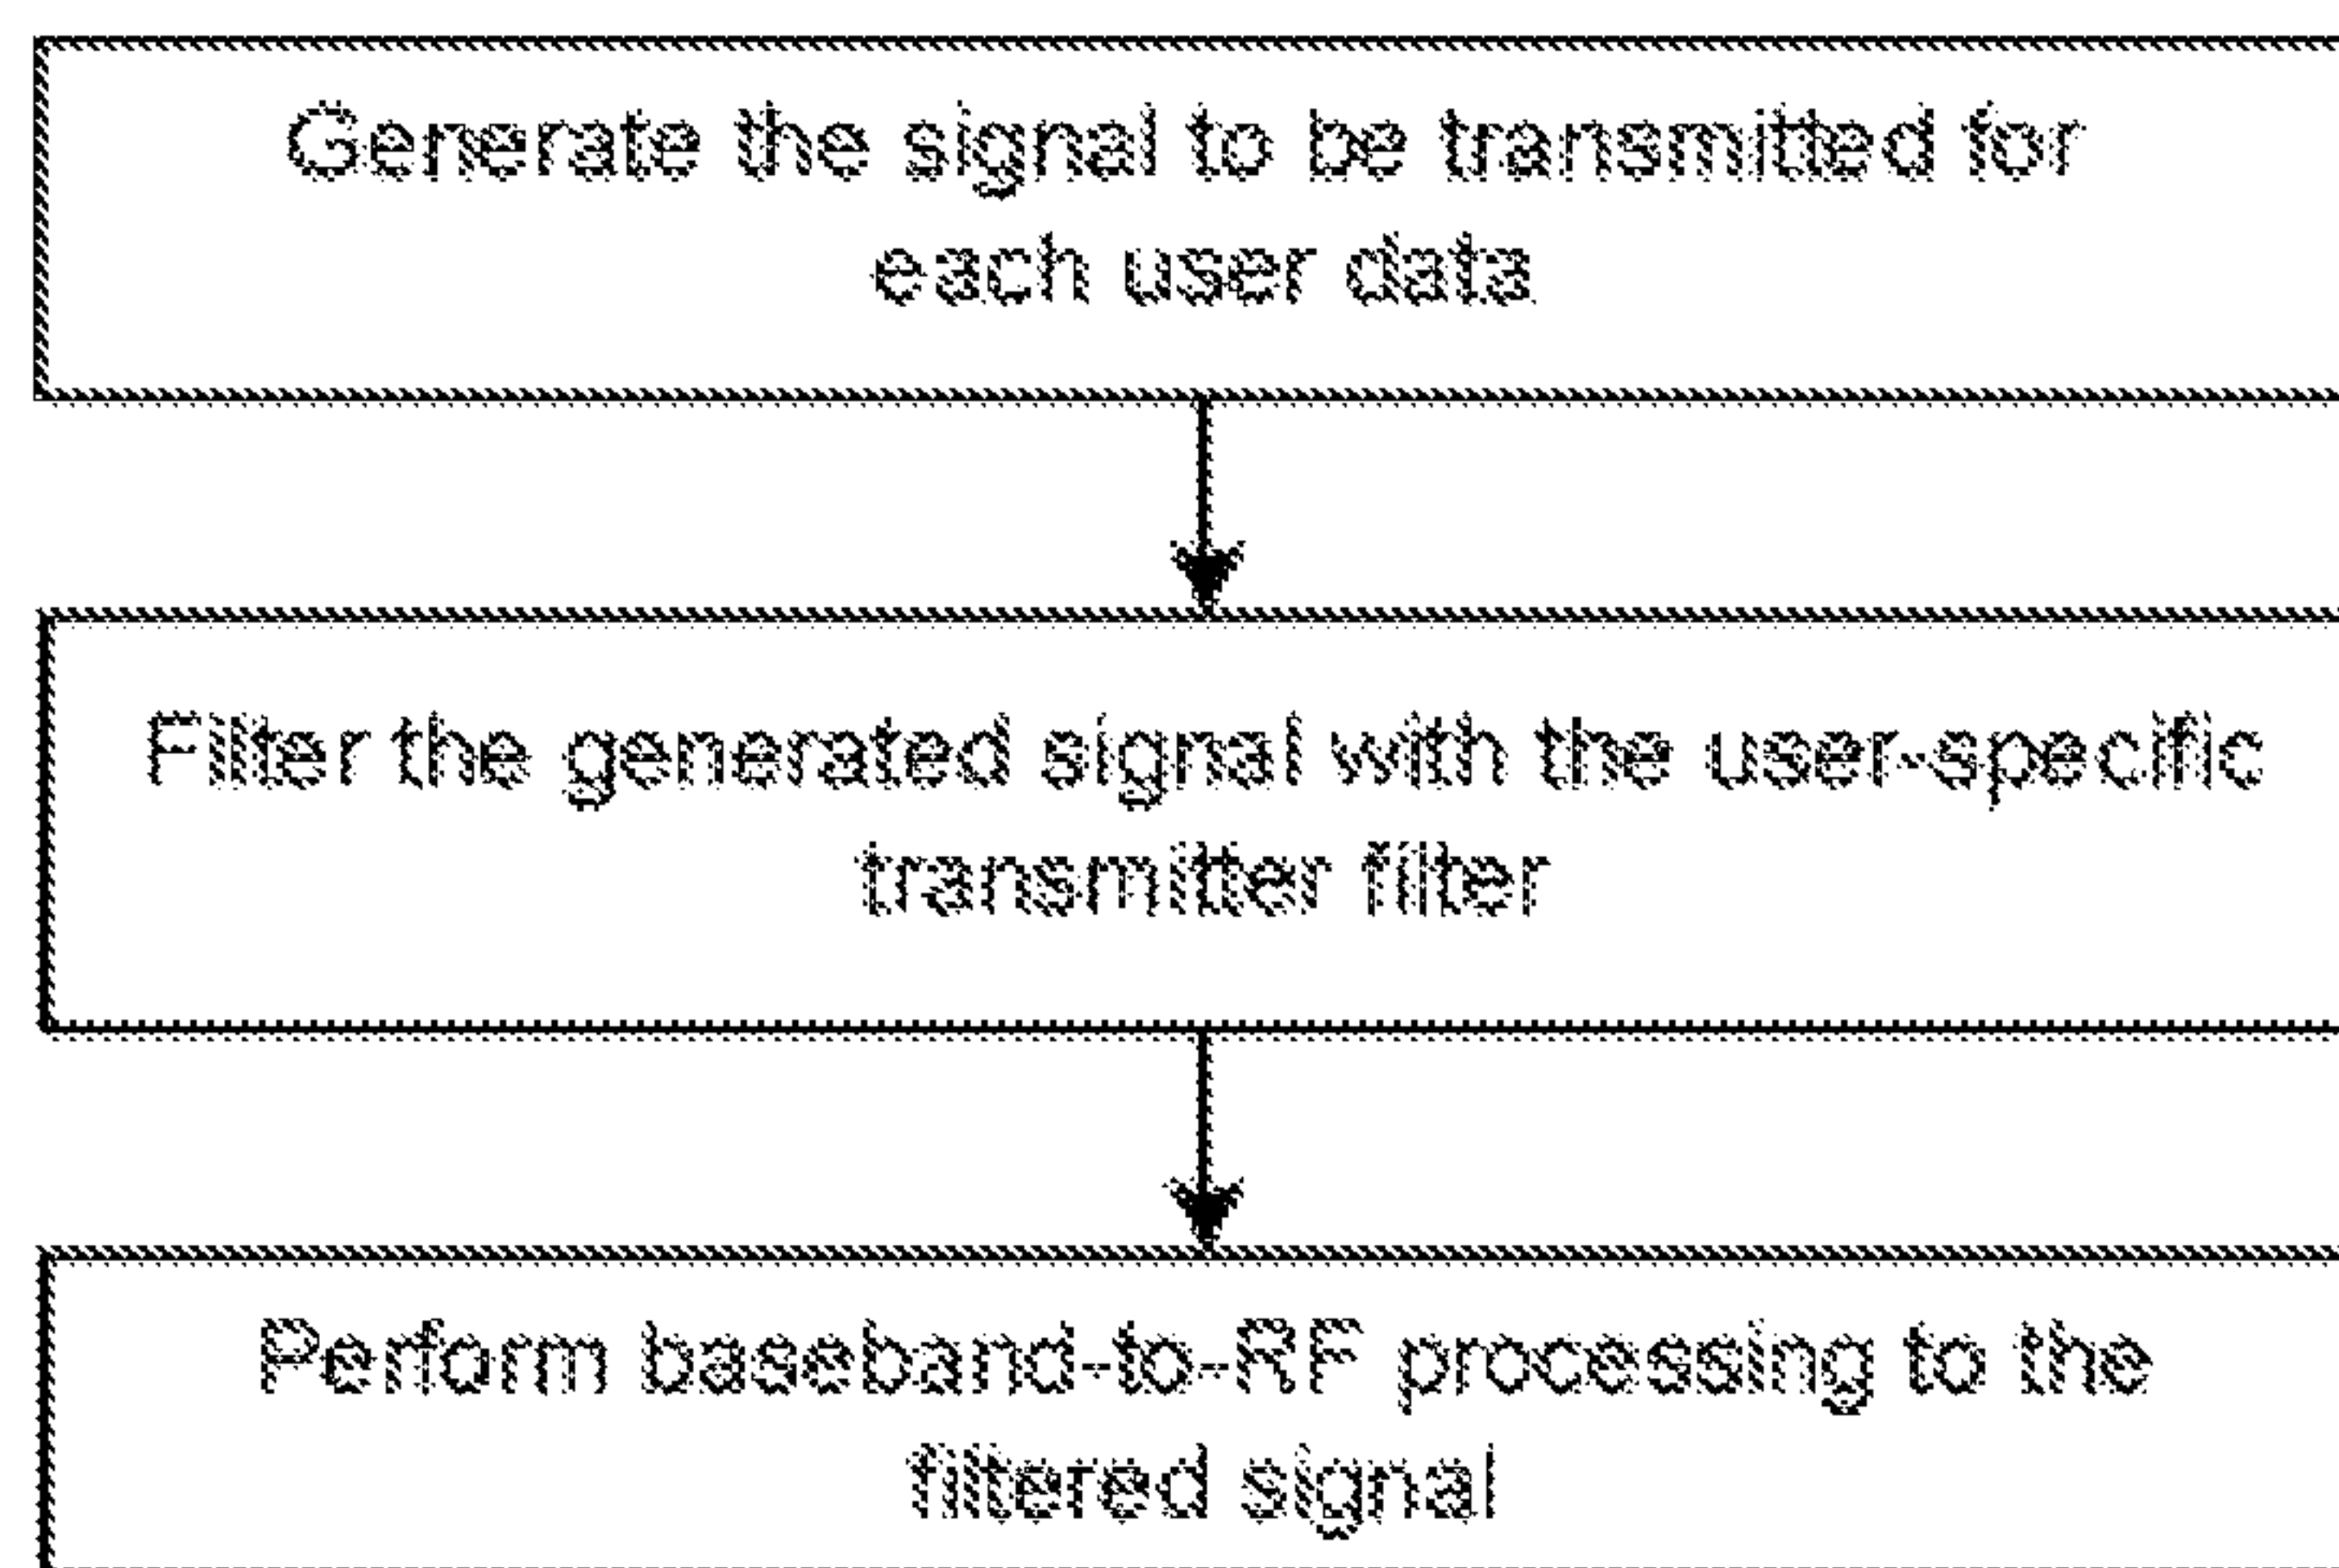 Generate the signal to be transmitted for
each user data
Filter the generated signal with the user-specific
transmitter filter
Perform baseband-to-RF processing to the
filtered signal